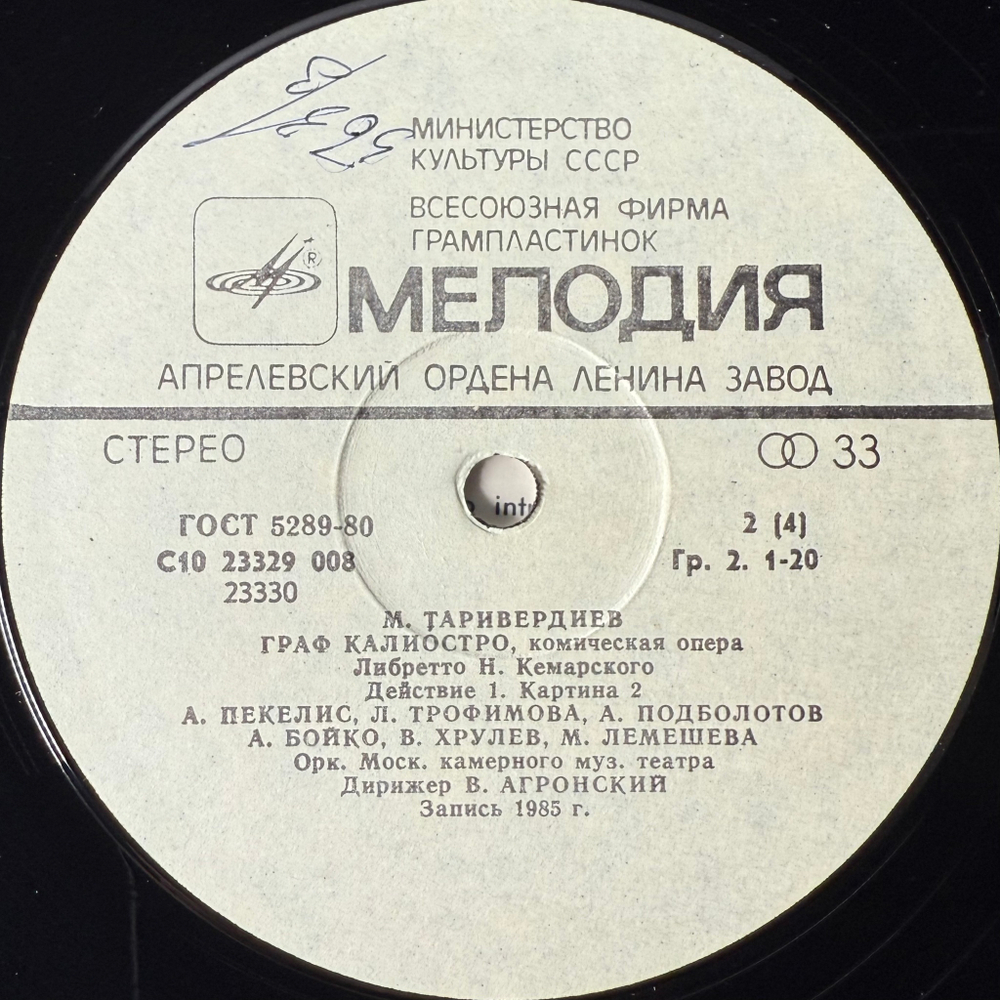 МИНИСТЕРСТВО
КУЛЬТУРЫ СССР
ВСЕСОЮЗНАЯ ФИРМА
ГРАМПЛАСТИНОК
®
МЕЛОДИЯ
АПРЕЛЕВСКИЙ ОРДЕНА ЛЕНИНА ЗАВОД
СТЕРЕО
33
ГОСТ 5289-80
2 (4)
С10 23329 008
Гр. 2. 1-20
23330
intr
М. ТАРИВЕРДИЕВ
ГРАФ КАЛИОСТРО, комическая опера
Либретто Н. Кемарского
Действие 1. Картина 2
А. ПЕКЕЛИС, Л. ТРОФИМОВА, А. ПОДБОЛОТОВ
А. БОЙКО, В. ХРУЛЕВ, М. ЛЕМЕШЕВА
Орк. Моск. камерного муз. театра
Дирижер В. АГРОНСКИЙ
Запись 1985 г.